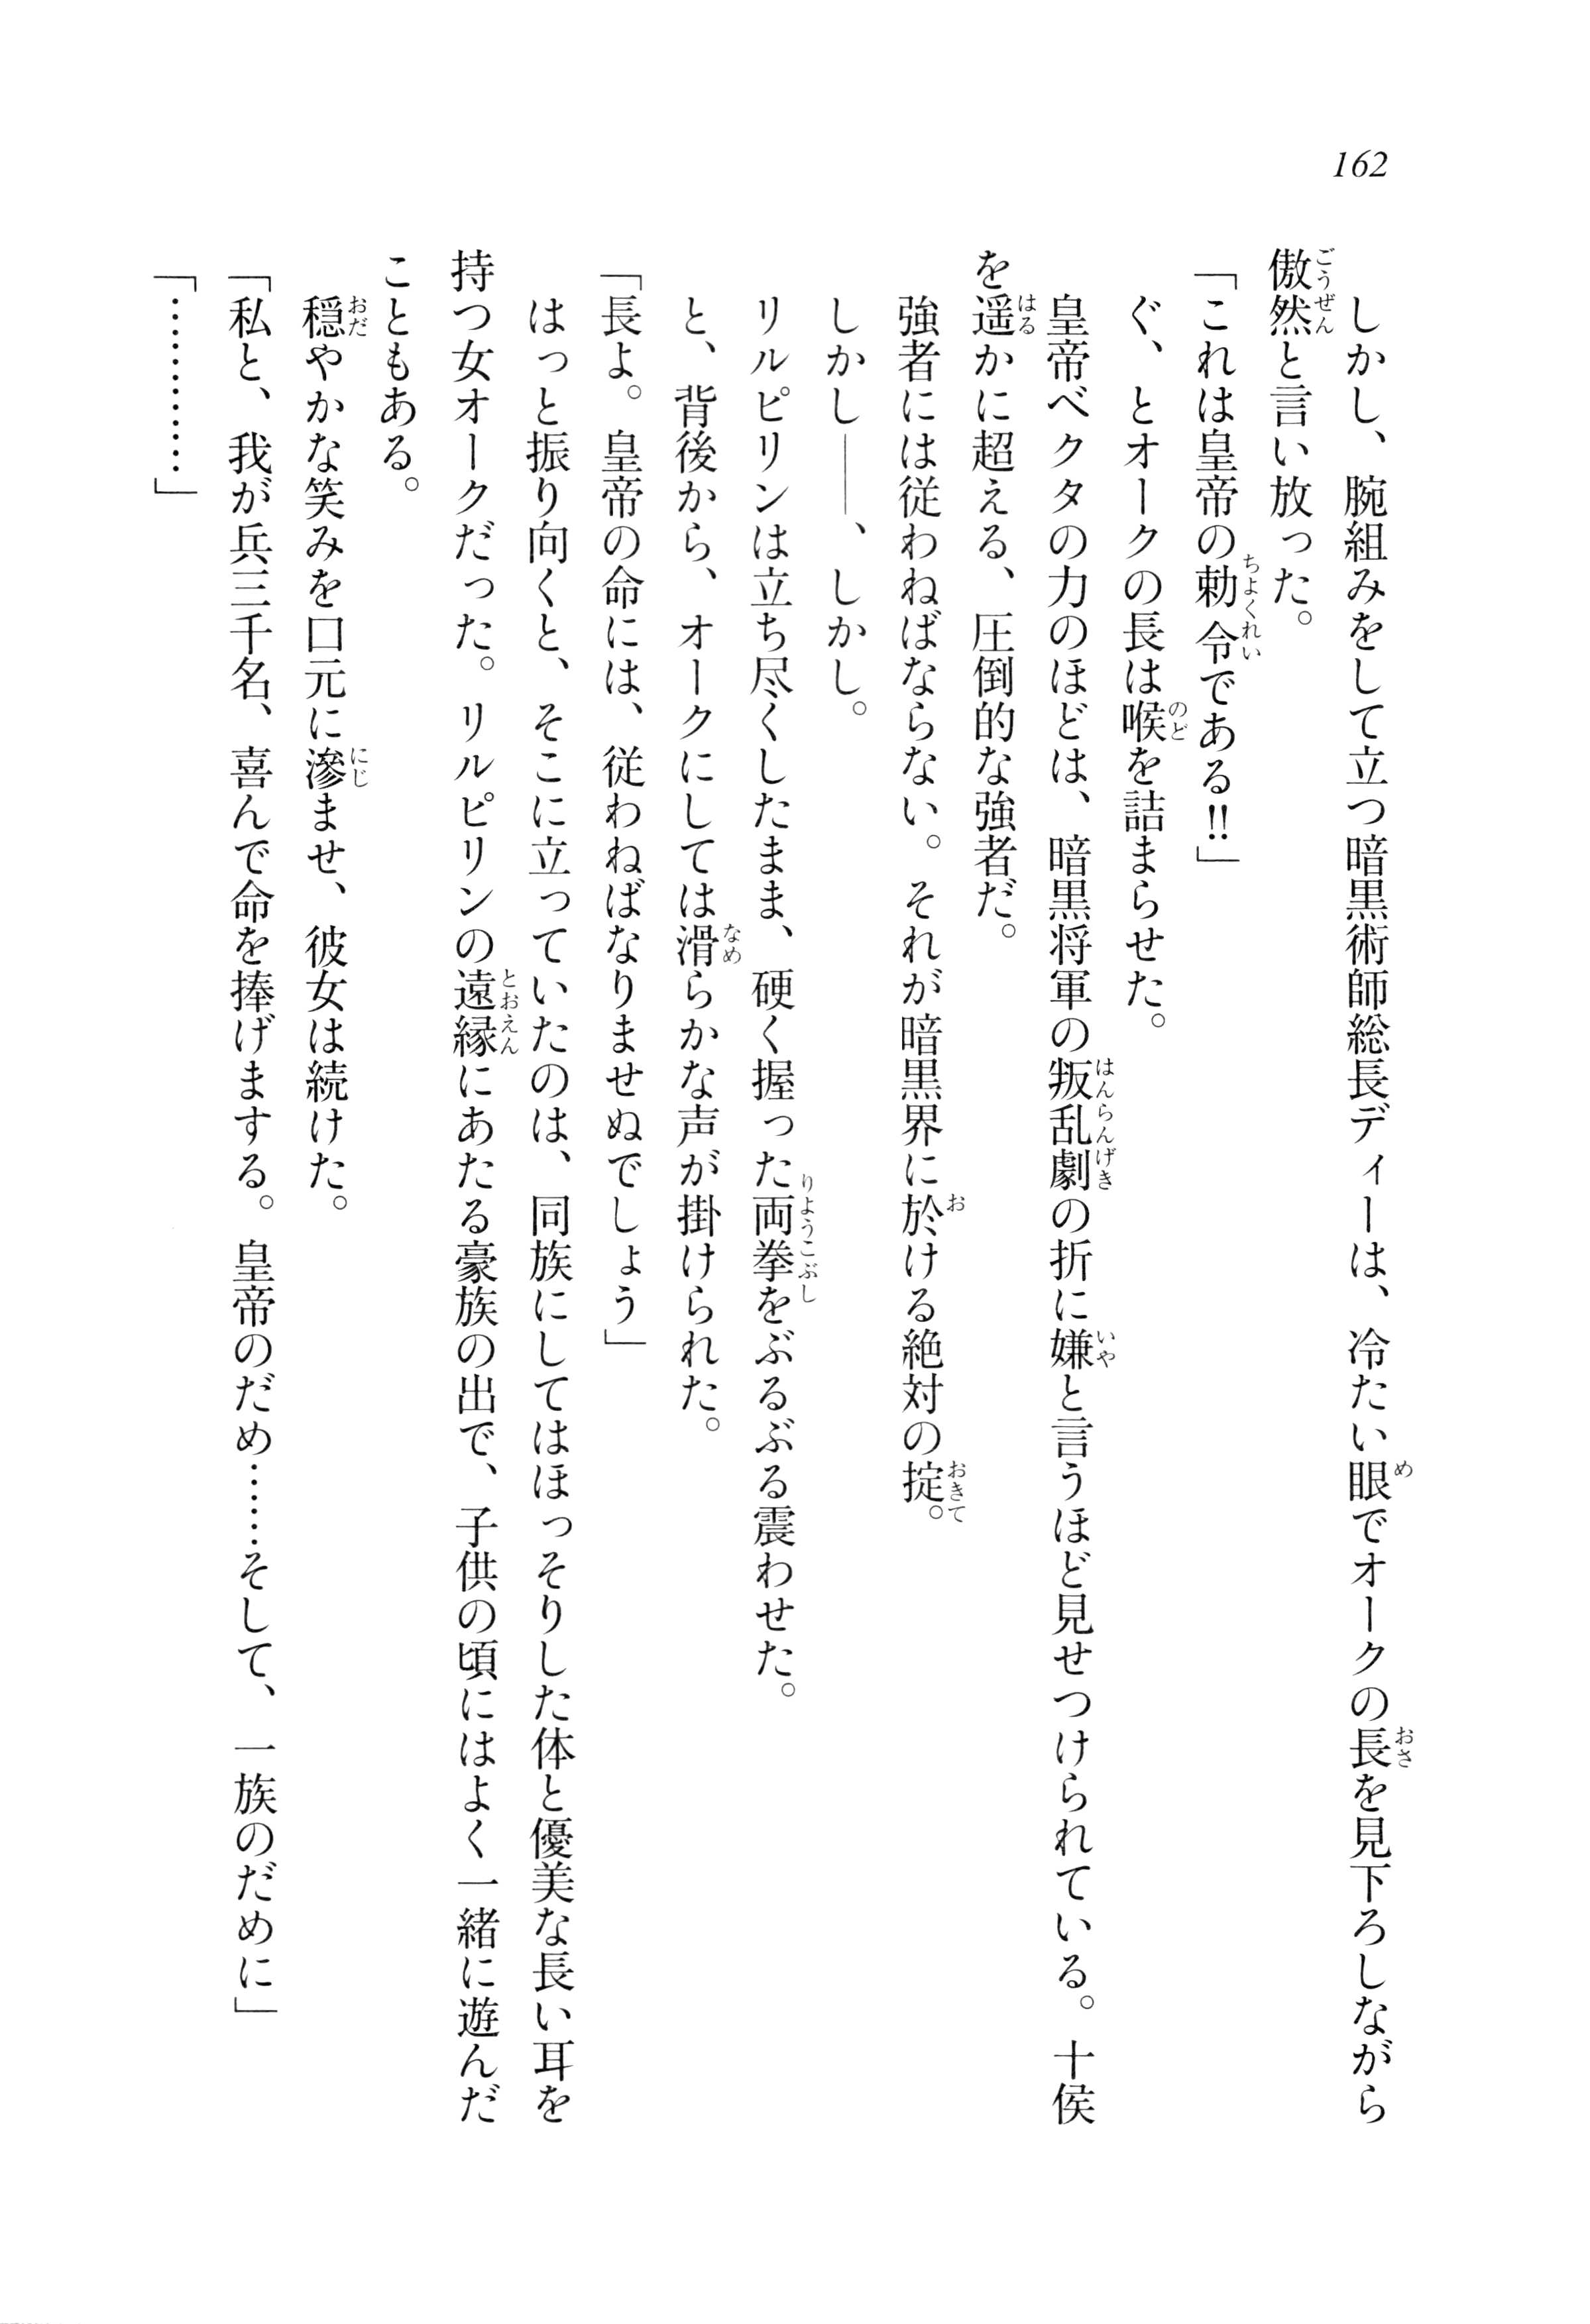 162
しかし、腕組みをして立つ暗黒術師総長ディーは、冷たい眼でオークの長を見下ろしながら
傲然と言い放った。
「これは皇帝の勅令である!!」
ぐ、とオークの長は喉を詰まらせた。
皇帝ベクタの力のほどは、暗黒将軍の叛乱劇の折に嫌と言うほど見せつけられている。十侯
を遥かに超える、圧倒的な強者だ。
強者には従わねばならない。それが暗黒界に於ける絶対の掟。
しかし――、しかし。
リルピリンは立ち尽くしたまま、硬く握った両拳をぶるぶる震わせた。
と、背後から、オークにしては滑らかな声が掛けられた。
「長よ。皇帝の命には、従わねばなりませぬでしょう」
はっと振り向くと、そこに立っていたのは、同族にしてはほっそりした体と優美な長い耳を
持つ女オークだった。リルピリンの遠縁にあたる豪族の出で、子供の頃にはよく一緒に遊んだ
こともある。
穏やかな笑みを口元に滲ませ、彼女は続けた。
「私と、我が兵三千名、喜んで命を捧げまする。皇帝のだめ……そして、一族のだめに」
「…………」